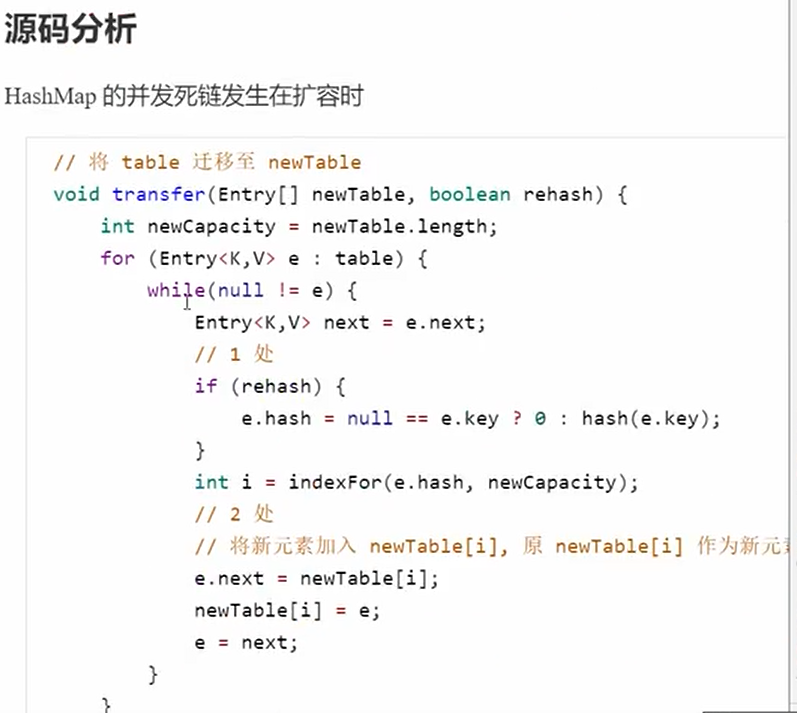 源码分析
HashMap 的并发死链发生在扩容时
// 将 table 迁移至 newTable
void transfer(Entry[] newTable, boolean rehash) {
    int newCapacity = newTable.length;
    for (Entry<K,V> e : table) {
        while(null != e) {
            Entry<K,V> next = e.next;
            // 1 处
            if (rehash) {
                e.hash = null == e.key ? 0 : hash(e.key);
            }
            int i = indexFor(e.hash, newCapacity);
            // 2 处
            // 将新元素加入 newTable[i], 原 newTable[i] 作为新元
            e.next = newTable[i];
            newTable[i] = e;
            e = next;
        }
    }